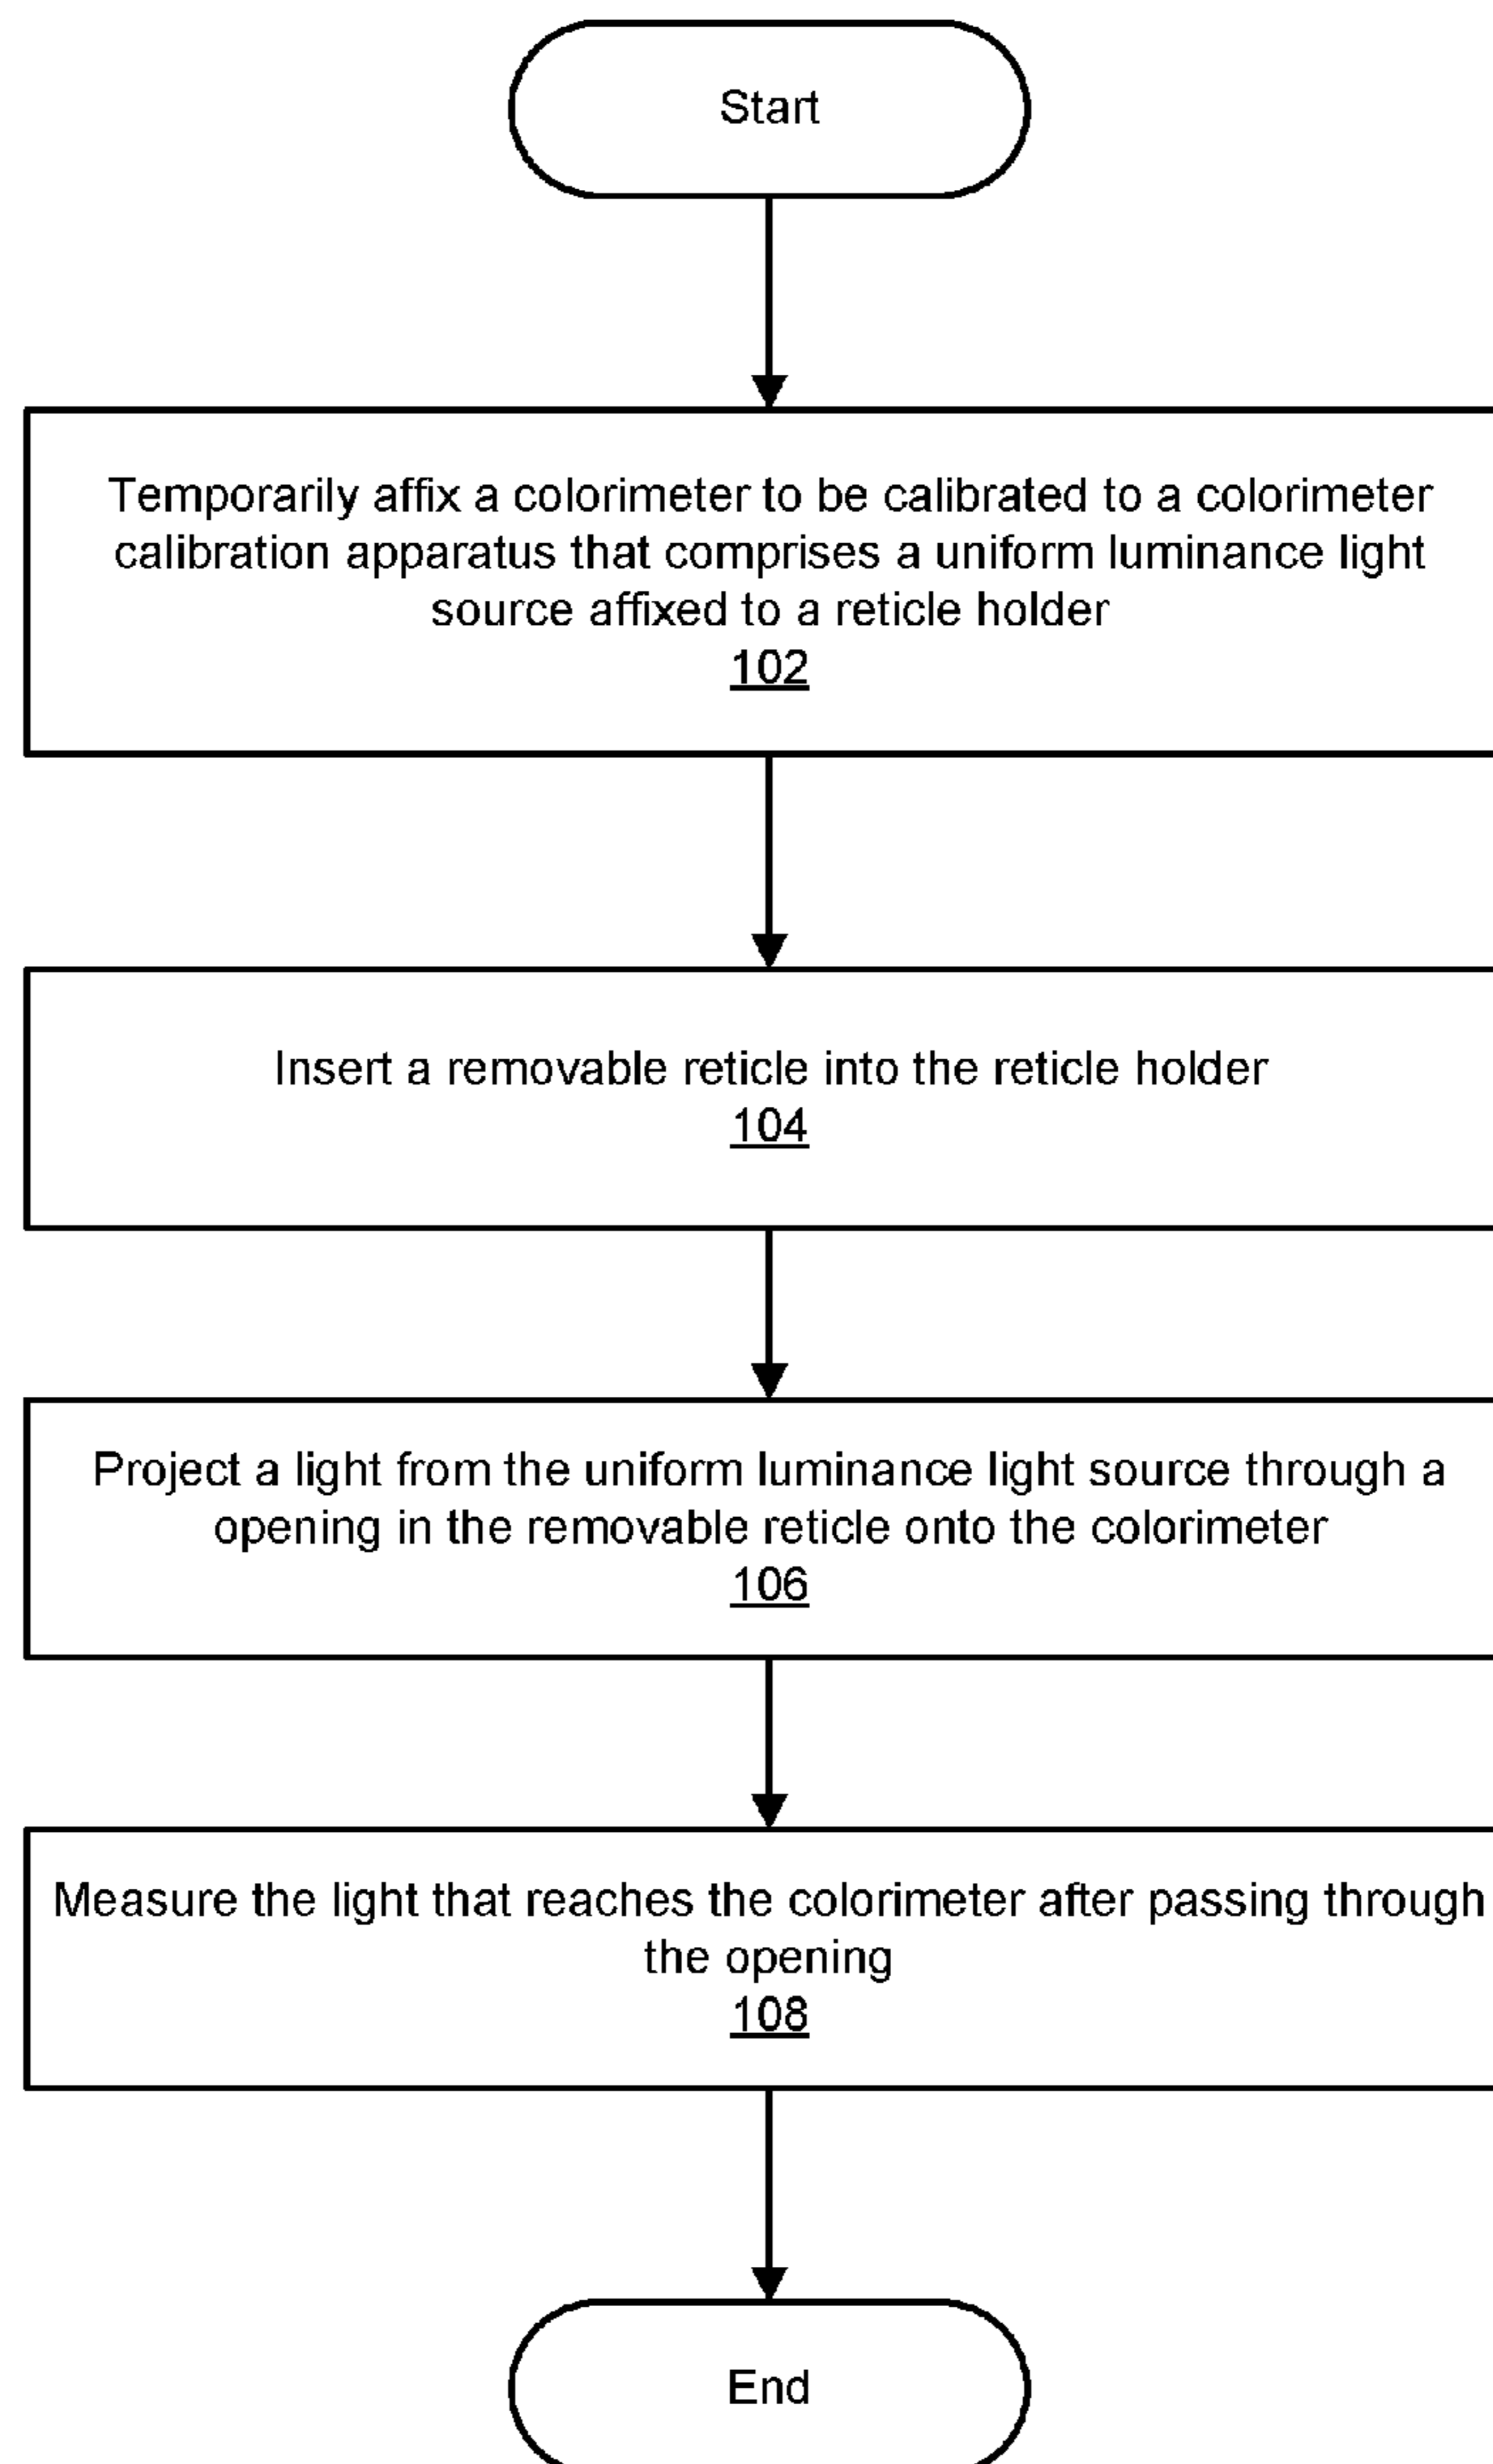 Start
Temporarily affix a colorimeter to be calibrated to a colorimeter
calibration apparatus that comprises a uniform luminance light
source affixed to a reticle holder
102
Insert a removable reticle into the reticle holder
104
Project a light from the uniform luminance light source through a
opening in the removable reticle onto the colorimeter
106
Measure the light that reaches the colorimeter after passing through
the opening
108
End